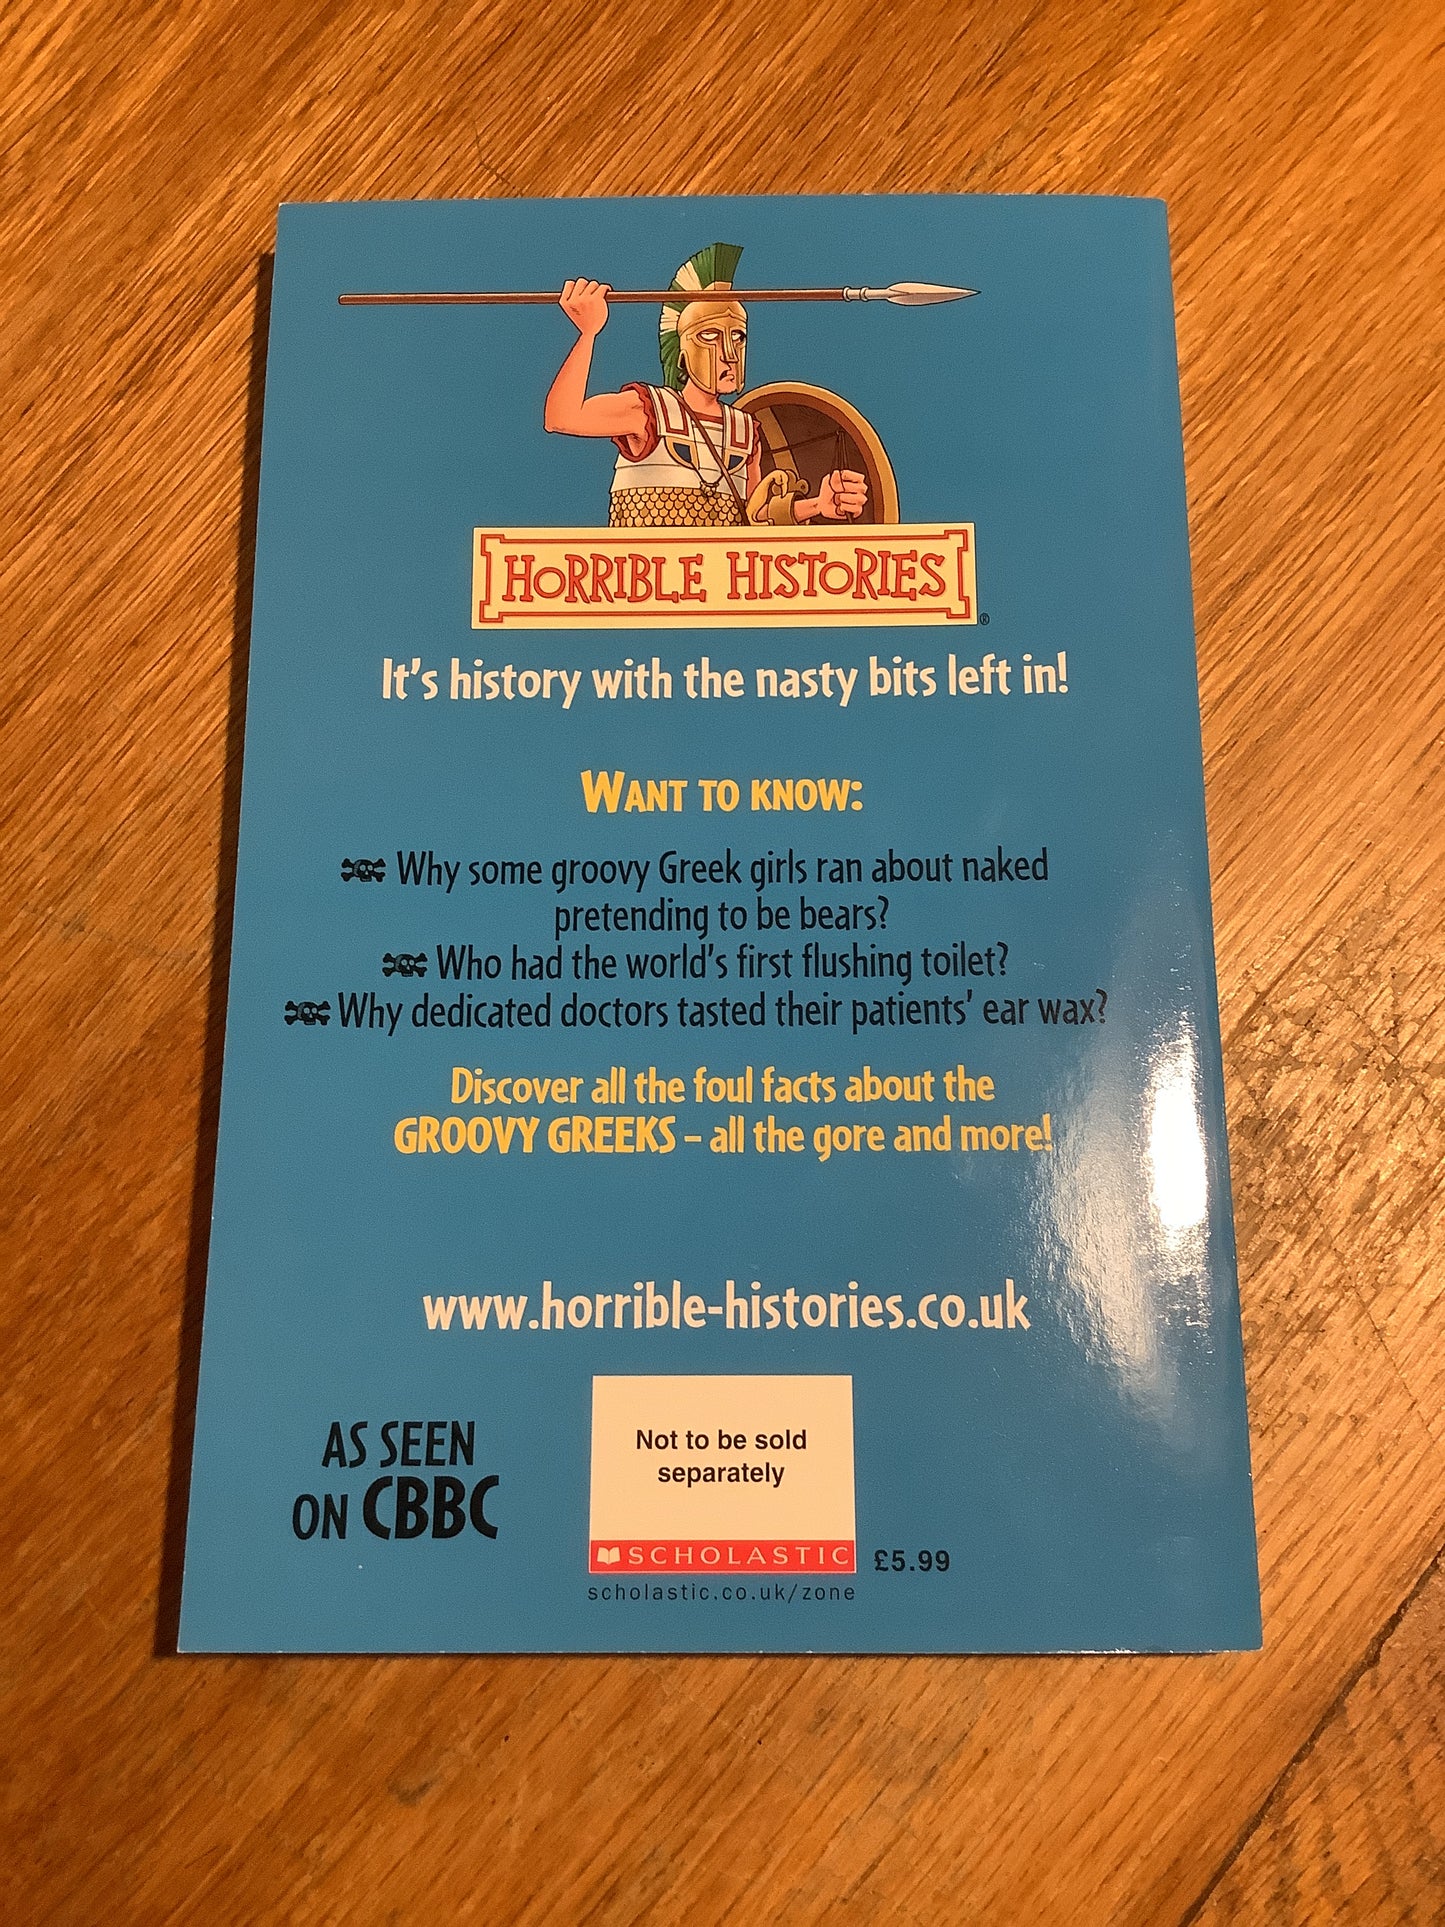 HORRIBLE HISTORIES
®
It's history with the nasty bits left in!
WANT TO KNOW:
Why some groovy Greek girls ran about naked
pretending to be bears?
Who had the world's first flushing toilet?
Why dedicated doctors tasted their patients' ear wax?
Discover all the foul facts about the
GROOVY GREEKS – all the gore and more!
www.horrible-histories.co.uk
AS SEEN
ON CBBC
Not to be sold
separately
SCHOLASTIC
£5.99
scholastic.co.uk/zone